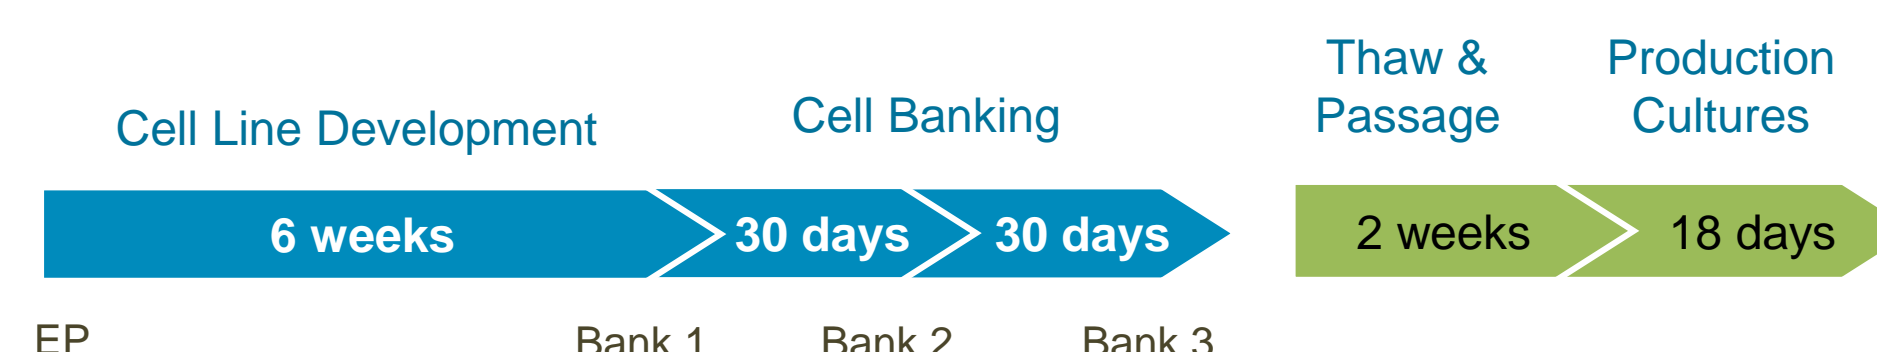 Cell Line Development
Cell Banking
Thaw &
Passage
Production
Cultures
6 weeks
30 days
30 days
2 weeks
18 days
EP
Bank 1
Bank 2
Bank 3